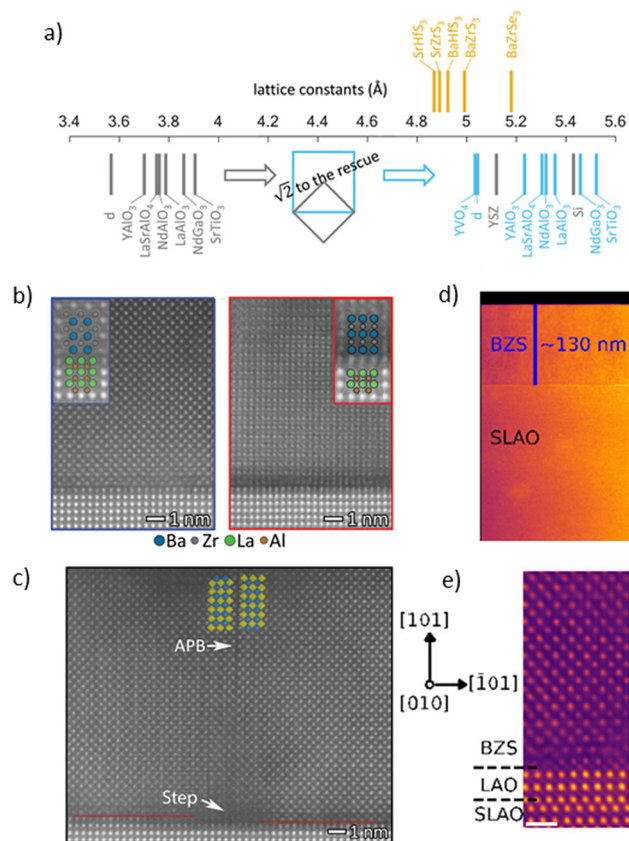 a)
SrHfS3
SrZrS3
BaHfS3
BaZrS3
BaZrSe3
lattice constants (Å)
3.4 3.6 3.8 4 4.2 4.4 4.6 4.8 5 5.2 5.4 5.6
√2 to the rescue
d
YAlO3
LaSrAlO4
NdAlO3
LaAlO3
NdGaO3
SrTiO3
YVO4
d
YSZ
YAlO3
LaSrAlO4
NdAlO3
LaAlO3
Si
NdGaO3
SrTiO3
b)
1 nm
1 nm
Ba Zr La Al
c)
APB
Step
1 nm
d)
BZS ~130 nm
SLAO
e)
[101]
[1̄01]
[010]
BZS
LAO
SLAO